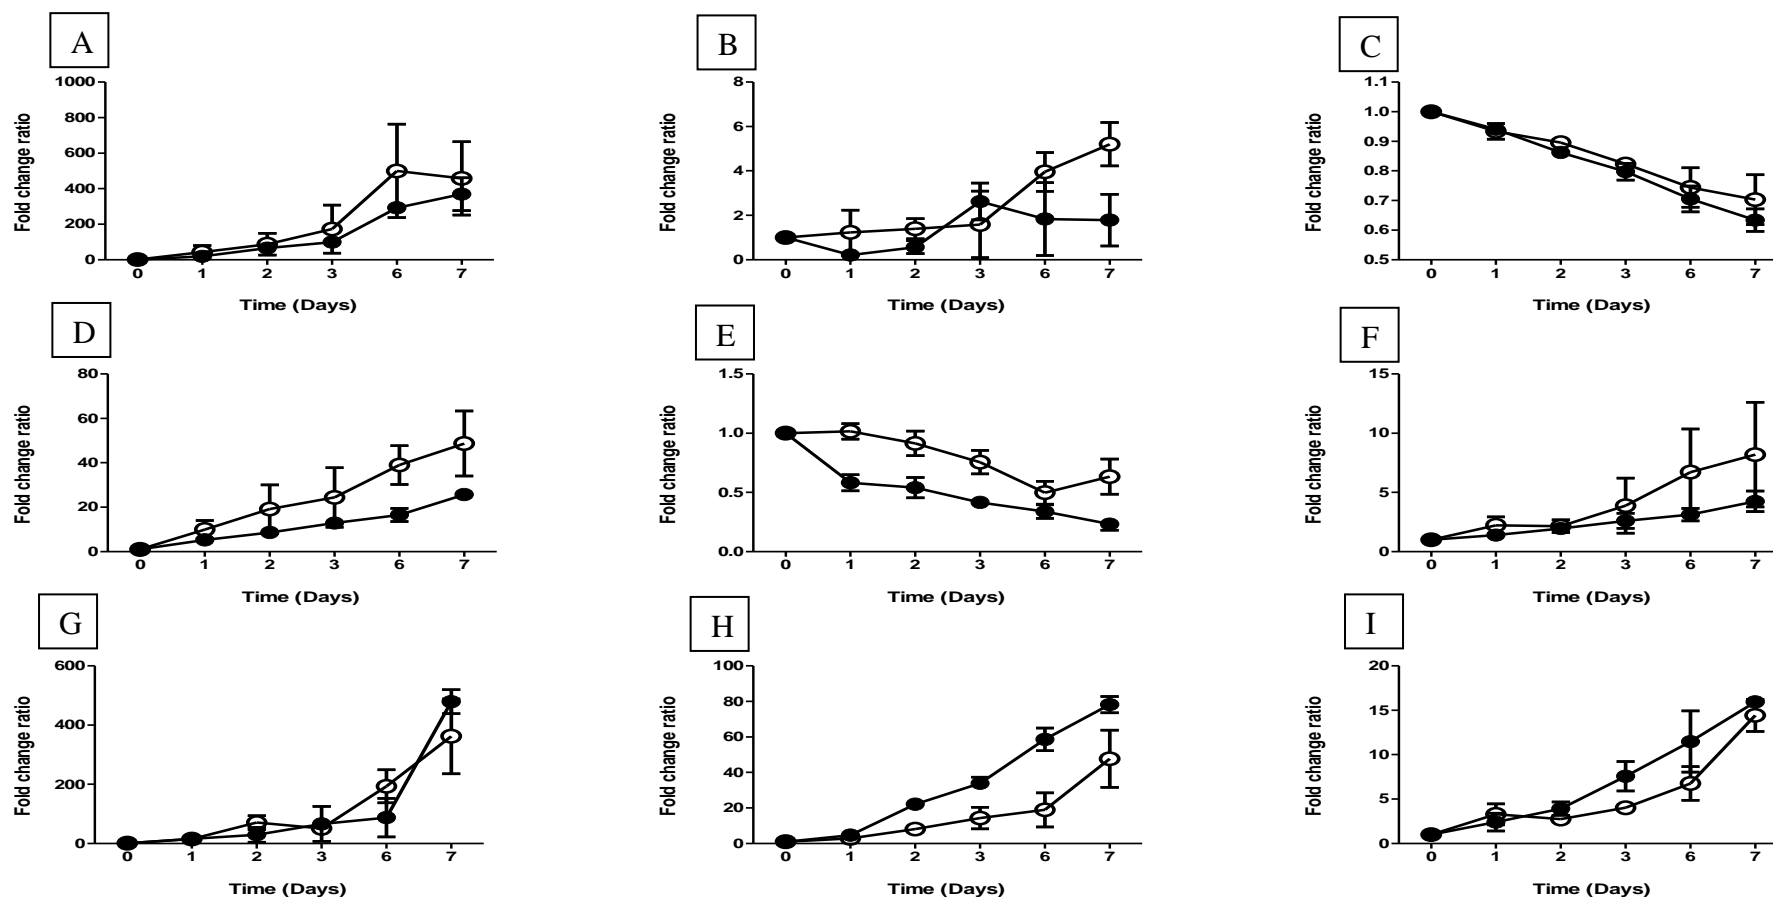 A
Fold change ratio
1000
800
600
400
200
0
0 1 2 3 6 7
Time (Days)
B
Fold change ratio
8
6
4
2
0
0 1 2 3 6 7
Time (Days)
C
Fold change ratio
1.1
1.0
0.9
0.8
0.7
0.6
0.5
0 1 2 3 6 7
Time (Days)
D
Fold change ratio
80
60
40
20
0
0 1 2 3 6 7
Time (Days)
E
Fold change ratio
1.5
1.0
0.5
0.0
0 1 2 3 6 7
Time (Days)
F
Fold change ratio
15
10
5
0
0 1 2 3 6 7
Time (Days)
G
Fold change ratio
600
400
200
0
0 1 2 3 6 7
Time (Days)
H
Fold change ratio
100
80
60
40
20
0
0 1 2 3 6 7
Time (Days)
I
Fold change ratio
20
15
10
5
0
0 1 2 3 6 7
Time (Days)